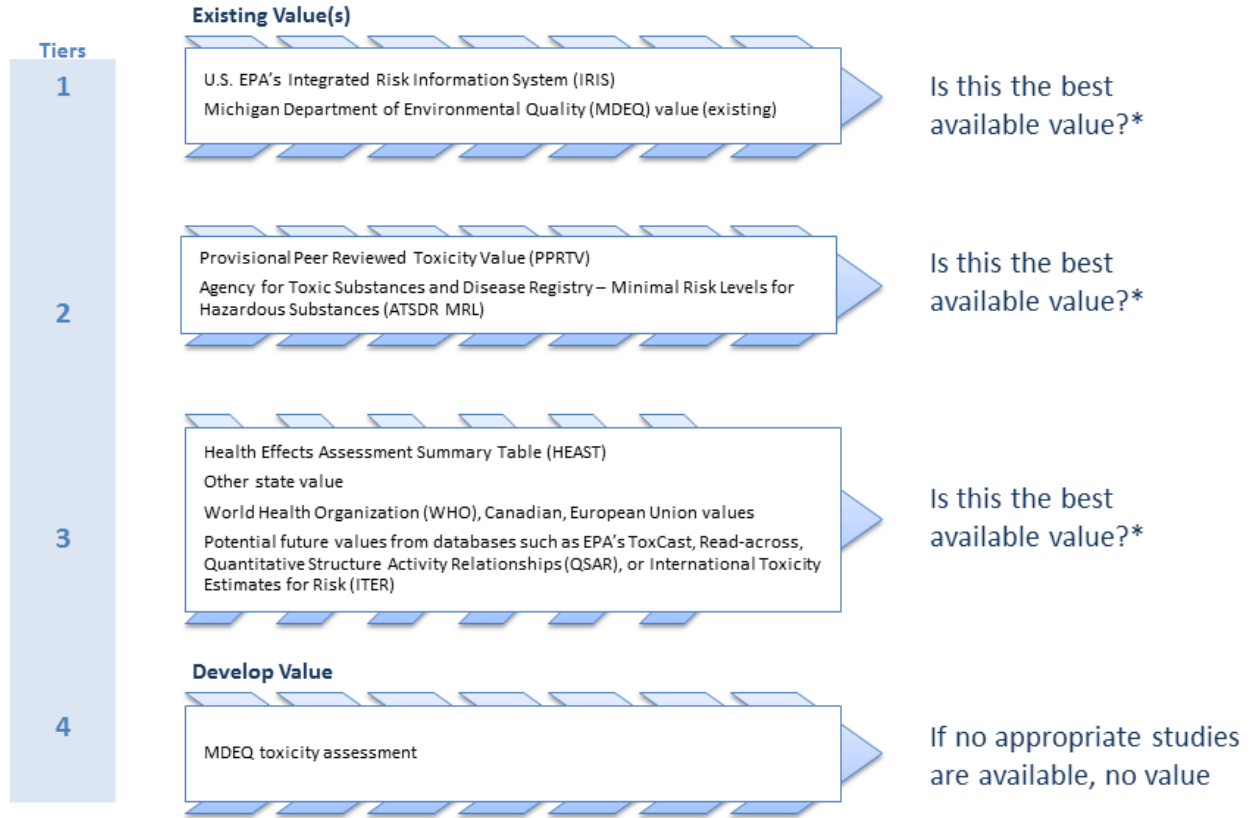 Existing Value(s)
Tiers
1
U.S. EPA’s Integrated Risk Information System (IRIS)
Michigan Department of Environmental Quality (MDEQ) value (existing)
Is this the best
available value?*
2
Provisional Peer Reviewed Toxicity Value (PPRTV)
Agency for Toxic Substances and Disease Registry – Minimal Risk Levels for
Hazardous Substances (ATSDR MRL)
Is this the best
available value?*
3
Health Effects Assessment Summary Table (HEAST)
Other state value
World Health Organization (WHO), Canadian, European Union values
Potential future values from databases such as EPA’s ToxCast, Read-across,
Quantitative Structure Activity Relationships (QSAR), or International Toxicity
Estimates for Risk (ITER)
Is this the best
available value?*
Develop Value
4
MDEQ toxicity assessment
If no appropriate studies
are available, no value